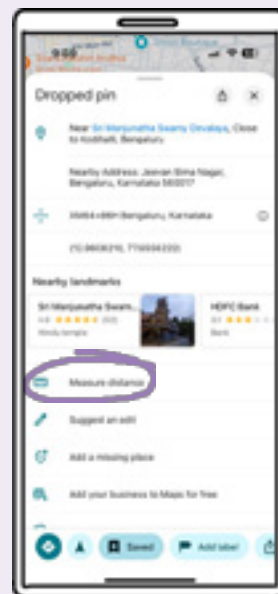 9:08
Dropped pin
Near Sri Manjunatha Swamy Devalaya, Close
to Kodihalli, Bengaluru
Nearby Address: Jeevan Bima Nagar,
Bengaluru, Karnataka 560017
Bengaluru, Karnataka
Nearby landmarks
Sri Manjunatha Swam...
HDFC Bank
Hindu temple
Bank
Measure distance
Suggest an edit
Add a missing place
Add your business to Maps for free
Saved
Add label